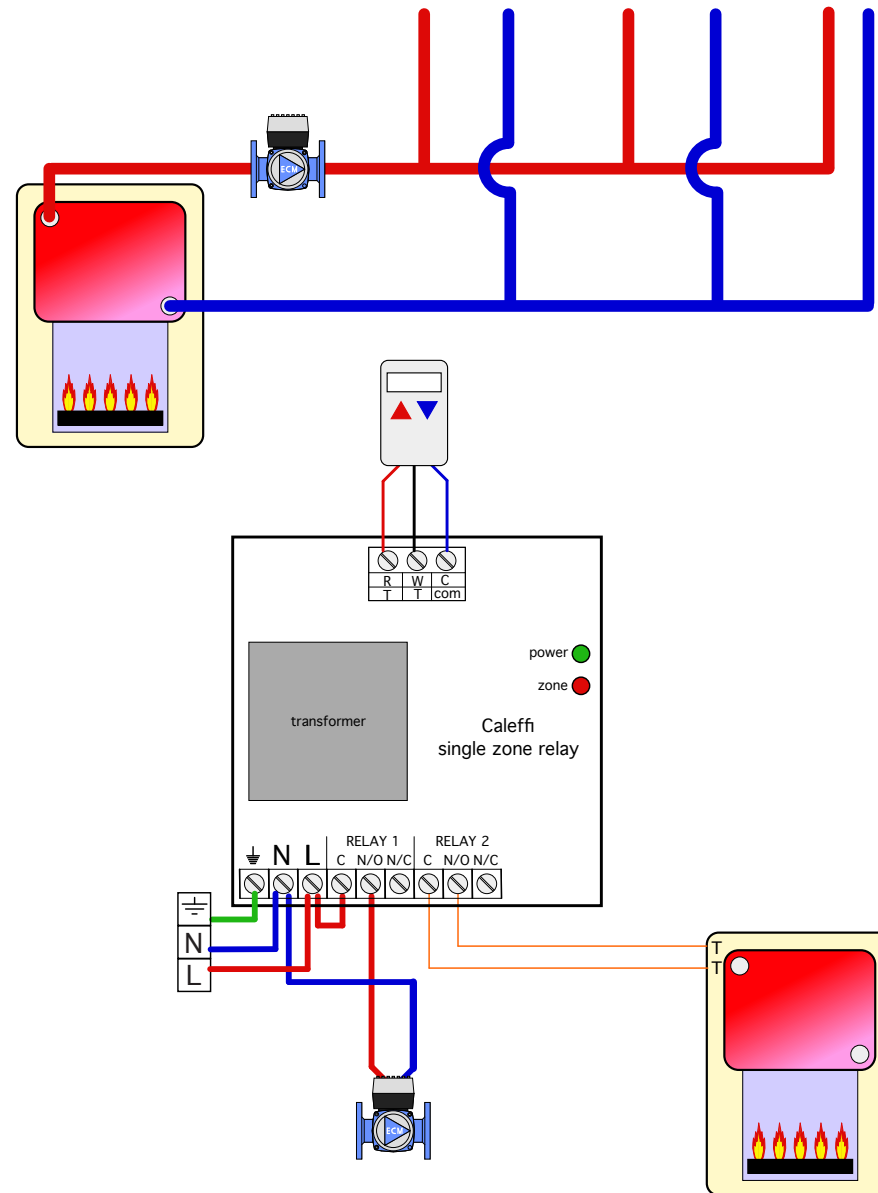 ECM
R W C
T T com
power
zone
transformer
Caleffi
single zone relay
RELAY 1 RELAY 2
N L C N/O N/C C N/O N/C
N
L
T
T
ECM